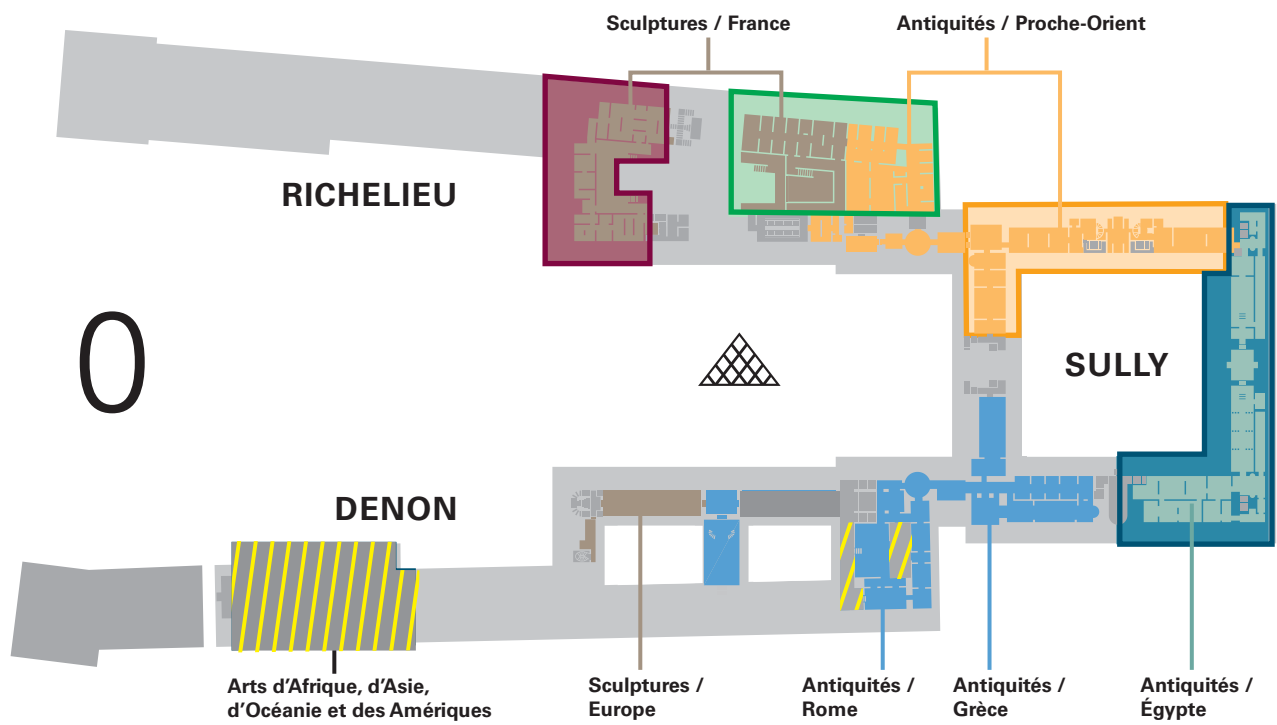 Sculptures / France
Antiquités / Proche-Orient
RICHELIEU
0
SULLY
DENON
Arts d'Afrique, d'Asie,
d'Océanie et des Amériques
Sculptures /
Europe
Antiquités /
Rome
Antiquités /
Grèce
Antiquités /
Égypte